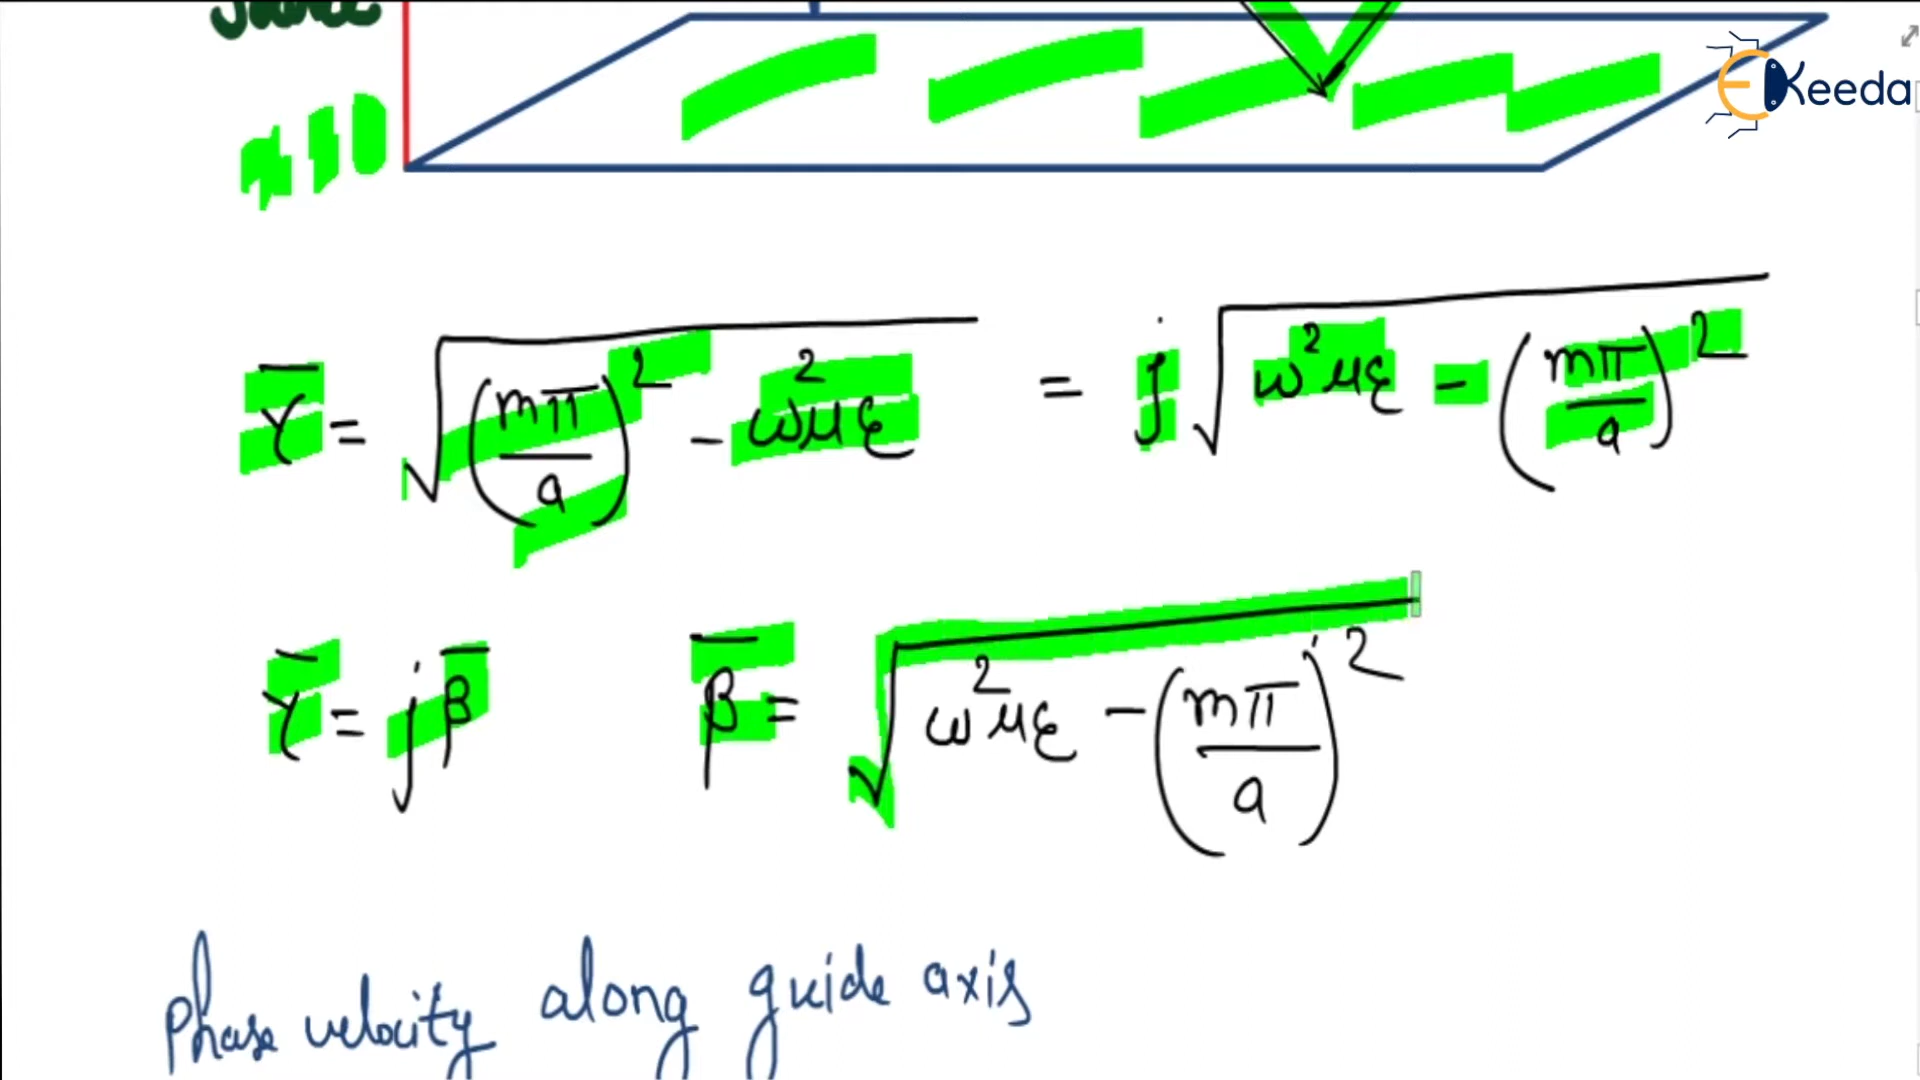 EKeeda
γ̅ = √((mπ/a)² - ω²με) = j√(ω²με - (mπ/a)²)
γ̅ = jβ̅    β̅ = √(ω²με - (mπ/a)²)
Phase velocity along guide axis